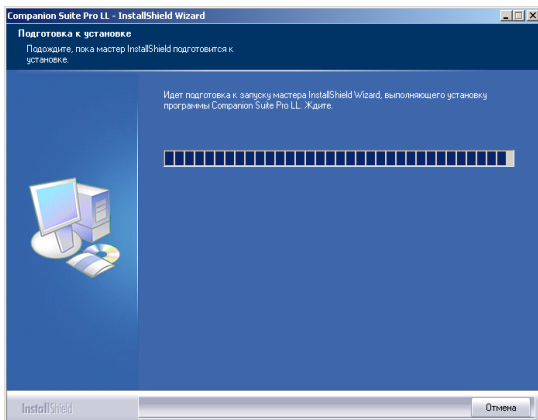 Companion Suite Pro LL - InstallShield Wizard
Подготовка к установке
Подождите, пока мастер InstallShield подготовится к
установке.
Идет подготовка к запуску мастера InstallShield Wizard, выполняющего установку
программы Companion Suite Pro LL. Ждите.
InstallShield
Отмена